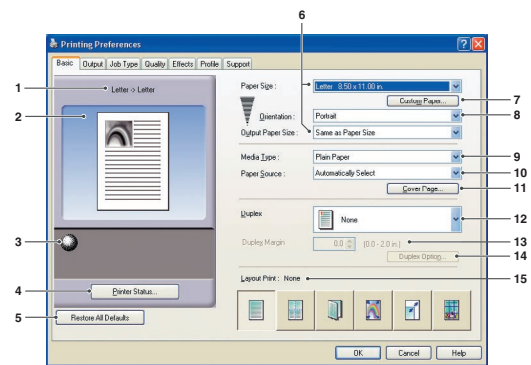 6
Printing Preferences
Basic Output Job Type Quality Effects Profile Support
1
Letter -> Letter
2
3
4
Printer Status...
5
Restore All Defaults
Paper Size :
Letter 8.50 x 11.00 in.
Custom Paper...
7
Orientation :
Portrait
8
Output Paper Size :
Same as Paper Size
Media Type :
Plain Paper
9
Paper Source :
Automatically Select
10
Cover Page...
11
Duplex
None
12
Duplex Margin
0.0
(0.0 - 2.0 in.)
13
Duplex Option...
14
Layout Print : None
15
OK
Cancel
Help